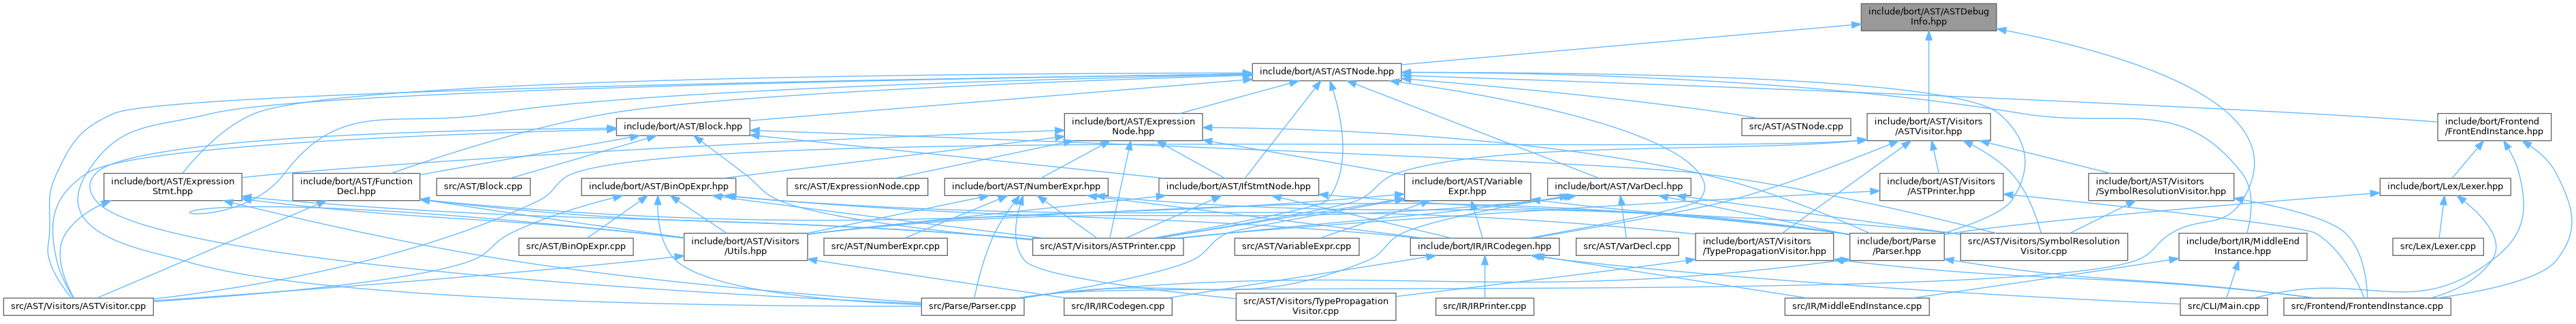 include/bort/AST/ASTDebug
Info.hpp
include/bort/AST/ASTNode.hpp
include/bort/AST/Block.hpp
include/bort/AST/Expression
Node.hpp
src/AST/ASTNode.cpp
include/bort/AST/Visitors
/ASTVisitor.hpp
include/bort/Frontend
/FrontEndInstance.hpp
include/bort/AST/Expression
Stmt.hpp
include/bort/AST/Function
Decl.hpp
src/AST/Block.cpp
include/bort/AST/BinOpExpr.hpp
src/AST/ExpressionNode.cpp
include/bort/AST/NumberExpr.hpp
include/bort/AST/IfStmtNode.hpp
include/bort/AST/Variable
Expr.hpp
include/bort/AST/VarDecl.hpp
include/bort/AST/Visitors
/ASTPrinter.hpp
include/bort/AST/Visitors
/SymbolResolutionVisitor.hpp
include/bort/Lex/Lexer.hpp
src/AST/BinOpExpr.cpp
include/bort/AST/Visitors
/Utils.hpp
src/AST/NumberExpr.cpp
src/AST/Visitors/ASTPrinter.cpp
src/AST/VariableExpr.cpp
include/bort/IR/IRCodegen.hpp
src/AST/VarDecl.cpp
include/bort/AST/Visitors
/TypePropagationVisitor.hpp
include/bort/Parse
/Parser.hpp
src/AST/Visitors/SymbolResolution
Visitor.cpp
include/bort/IR/MiddleEnd
Instance.hpp
src/Lex/Lexer.cpp
src/AST/Visitors/ASTVisitor.cpp
src/Parse/Parser.cpp
src/IR/IRCodegen.cpp
src/AST/Visitors/TypePropagation
Visitor.cpp
src/IR/IRPrinter.cpp
src/IR/MiddleEndInstance.cpp
src/CLI/Main.cpp
src/Frontend/FrontendInstance.cpp